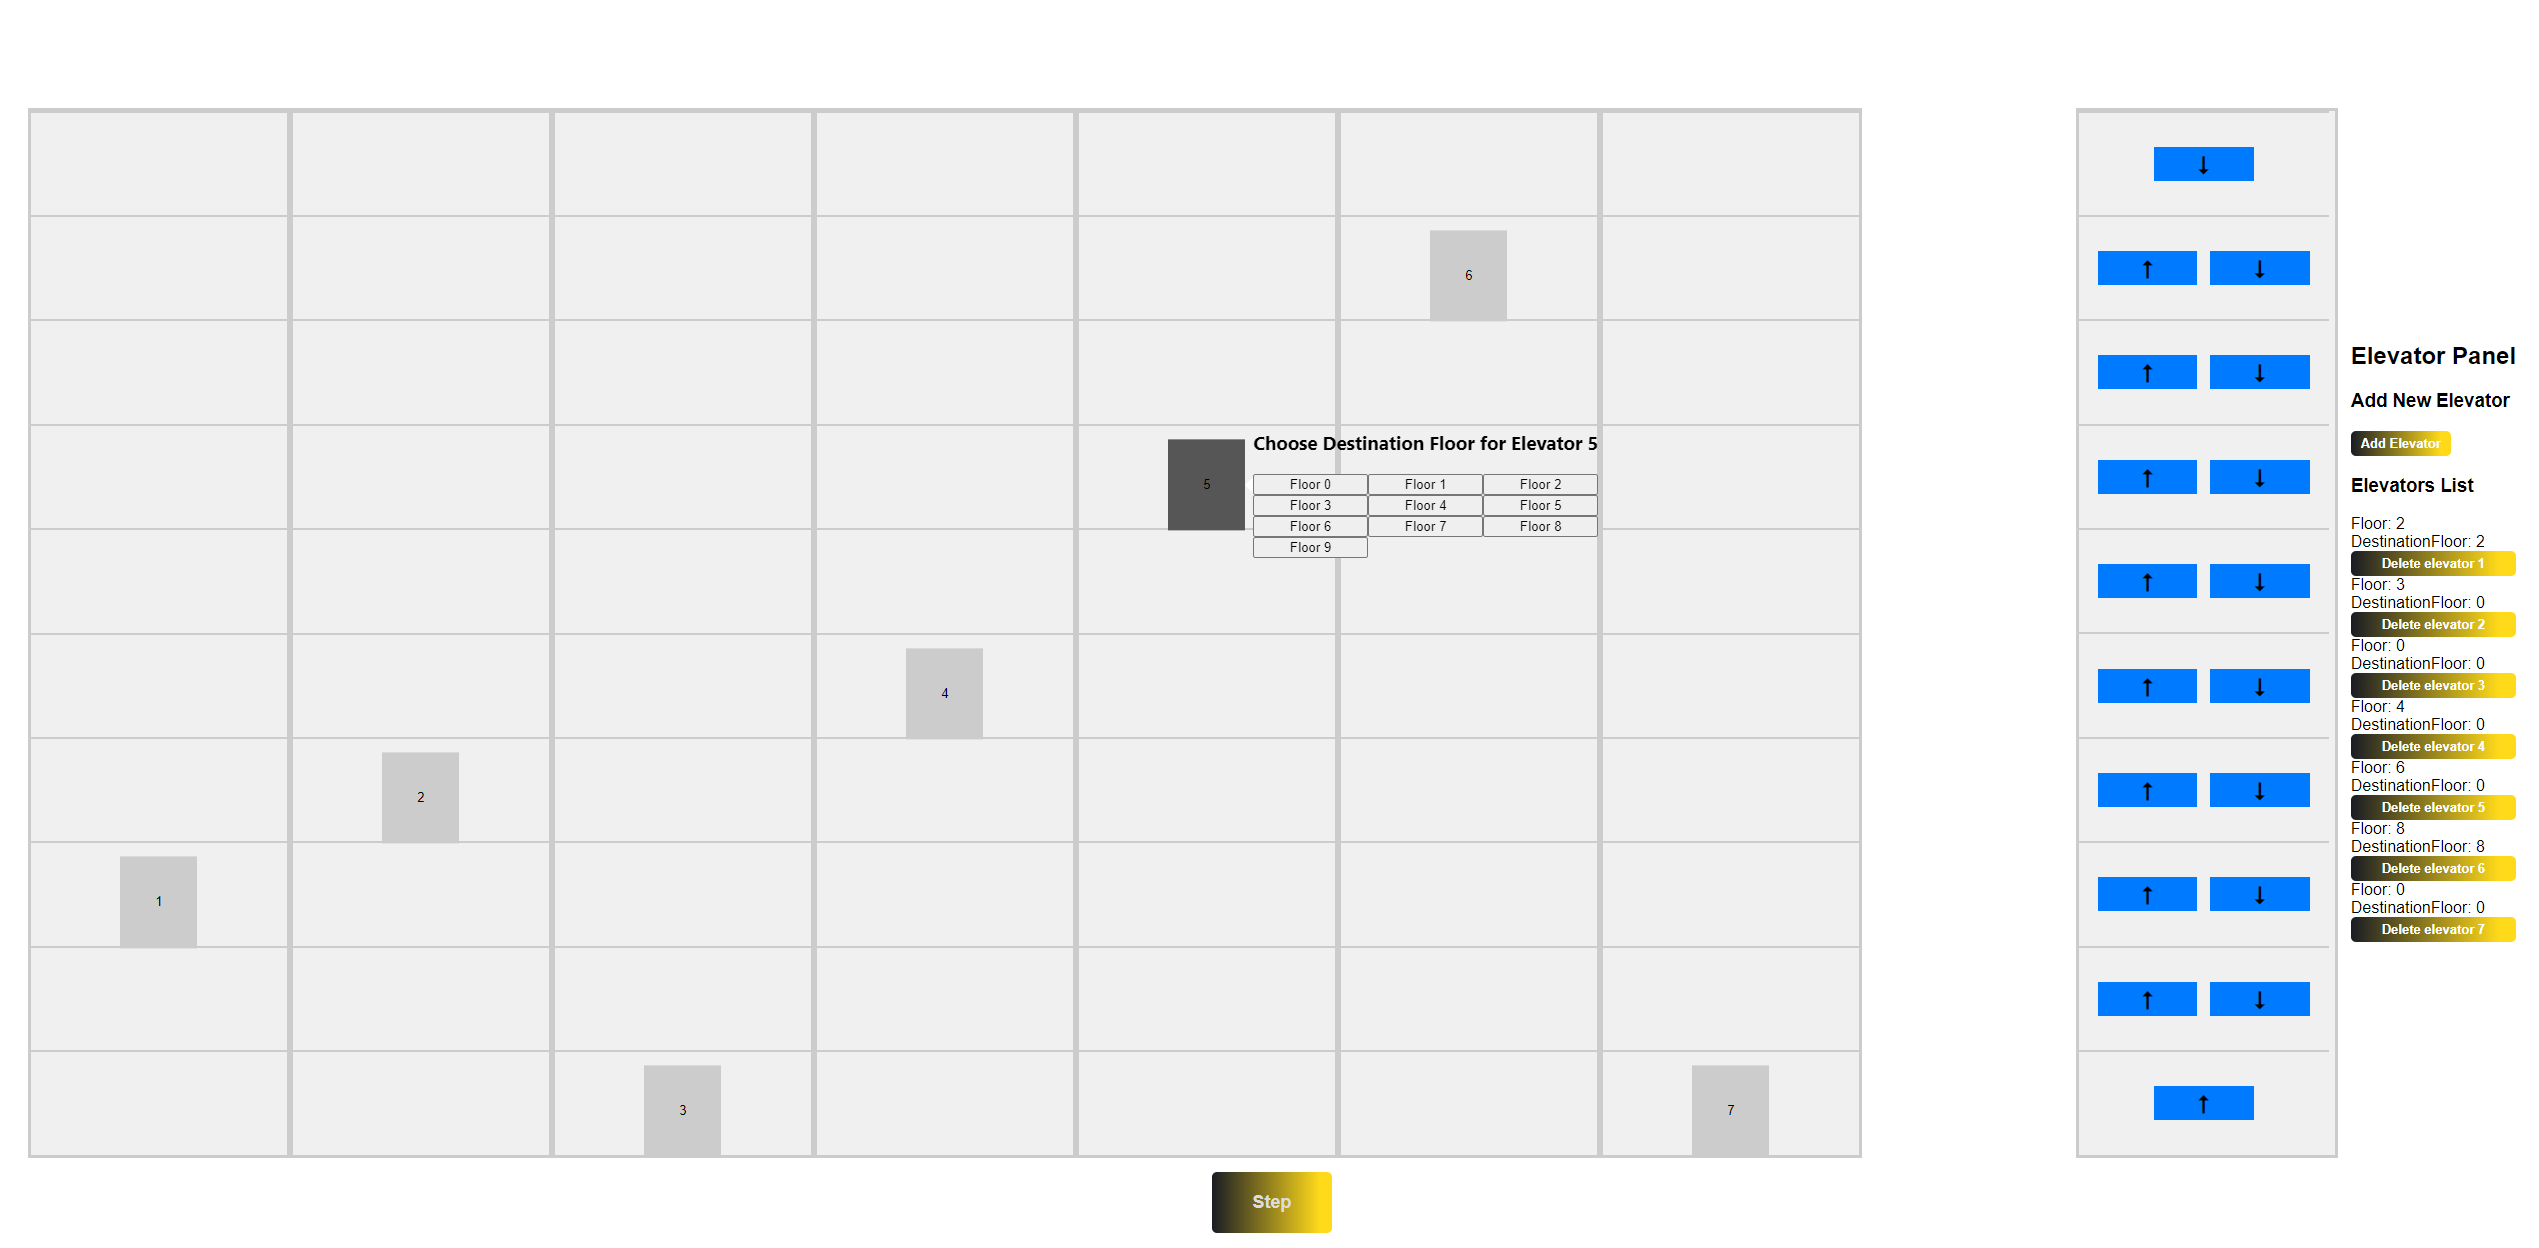 ↓
6
↑ ↓
↑ ↓
5
Choose Destination Floor for Elevator 5
Floor 0 Floor 1 Floor 2
Floor 3 Floor 4 Floor 5
Floor 6 Floor 7 Floor 8
Floor 9
↑ ↓
↑ ↓
4
↑ ↓
2
↑ ↓
1
↑ ↓
↑ ↓
3
7
↑
Step
Elevator Panel
Add New Elevator
Add Elevator
Elevators List
Floor: 2
DestinationFloor: 2
Delete elevator 1
Floor: 3
DestinationFloor: 0
Delete elevator 2
Floor: 0
DestinationFloor: 0
Delete elevator 3
Floor: 4
DestinationFloor: 0
Delete elevator 4
Floor: 6
DestinationFloor: 0
Delete elevator 5
Floor: 8
DestinationFloor: 8
Delete elevator 6
Floor: 0
DestinationFloor: 0
Delete elevator 7